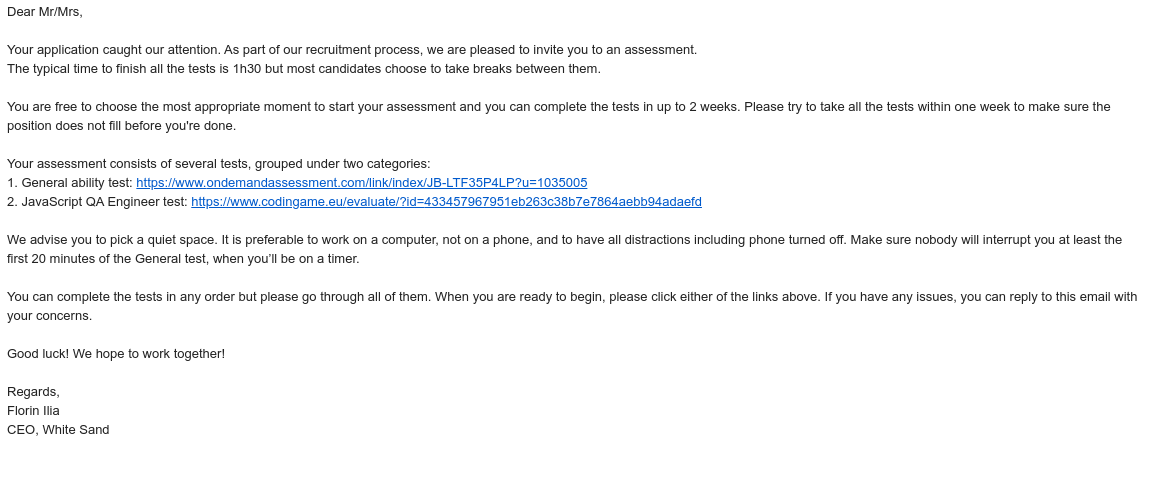 Dear Mr/Mrs,
Your application caught our attention. As part of our recruitment process, we are pleased to invite you to an assessment.
The typical time to finish all the tests is 1h30 but most candidates choose to take breaks between them.
You are free to choose the most appropriate moment to start your assessment and you can complete the tests in up to 2 weeks. Please try to take all the tests within one week to make sure the
position does not fill before you're done.
Your assessment consists of several tests, grouped under two categories:
1. General ability test: https://www.ondemandassessment.com/link/index/JB-LTF35P4LP?u=1035005
2. JavaScript QA Engineer test: https://www.codingame.eu/evaluate/?id=433457967951eb263c38b7e7864aebb94adaefd
We advise you to pick a quiet space. It is preferable to work on a computer, not on a phone, and to have all distractions including phone turned off. Make sure nobody will interrupt you at least the
first 20 minutes of the General test, when you’ll be on a timer.
You can complete the tests in any order but please go through all of them. When you are ready to begin, please click either of the links above. If you have any issues, you can reply to this email with
your concerns.
Good luck! We hope to work together!
Regards,
Florin Ilia
CEO, White Sand